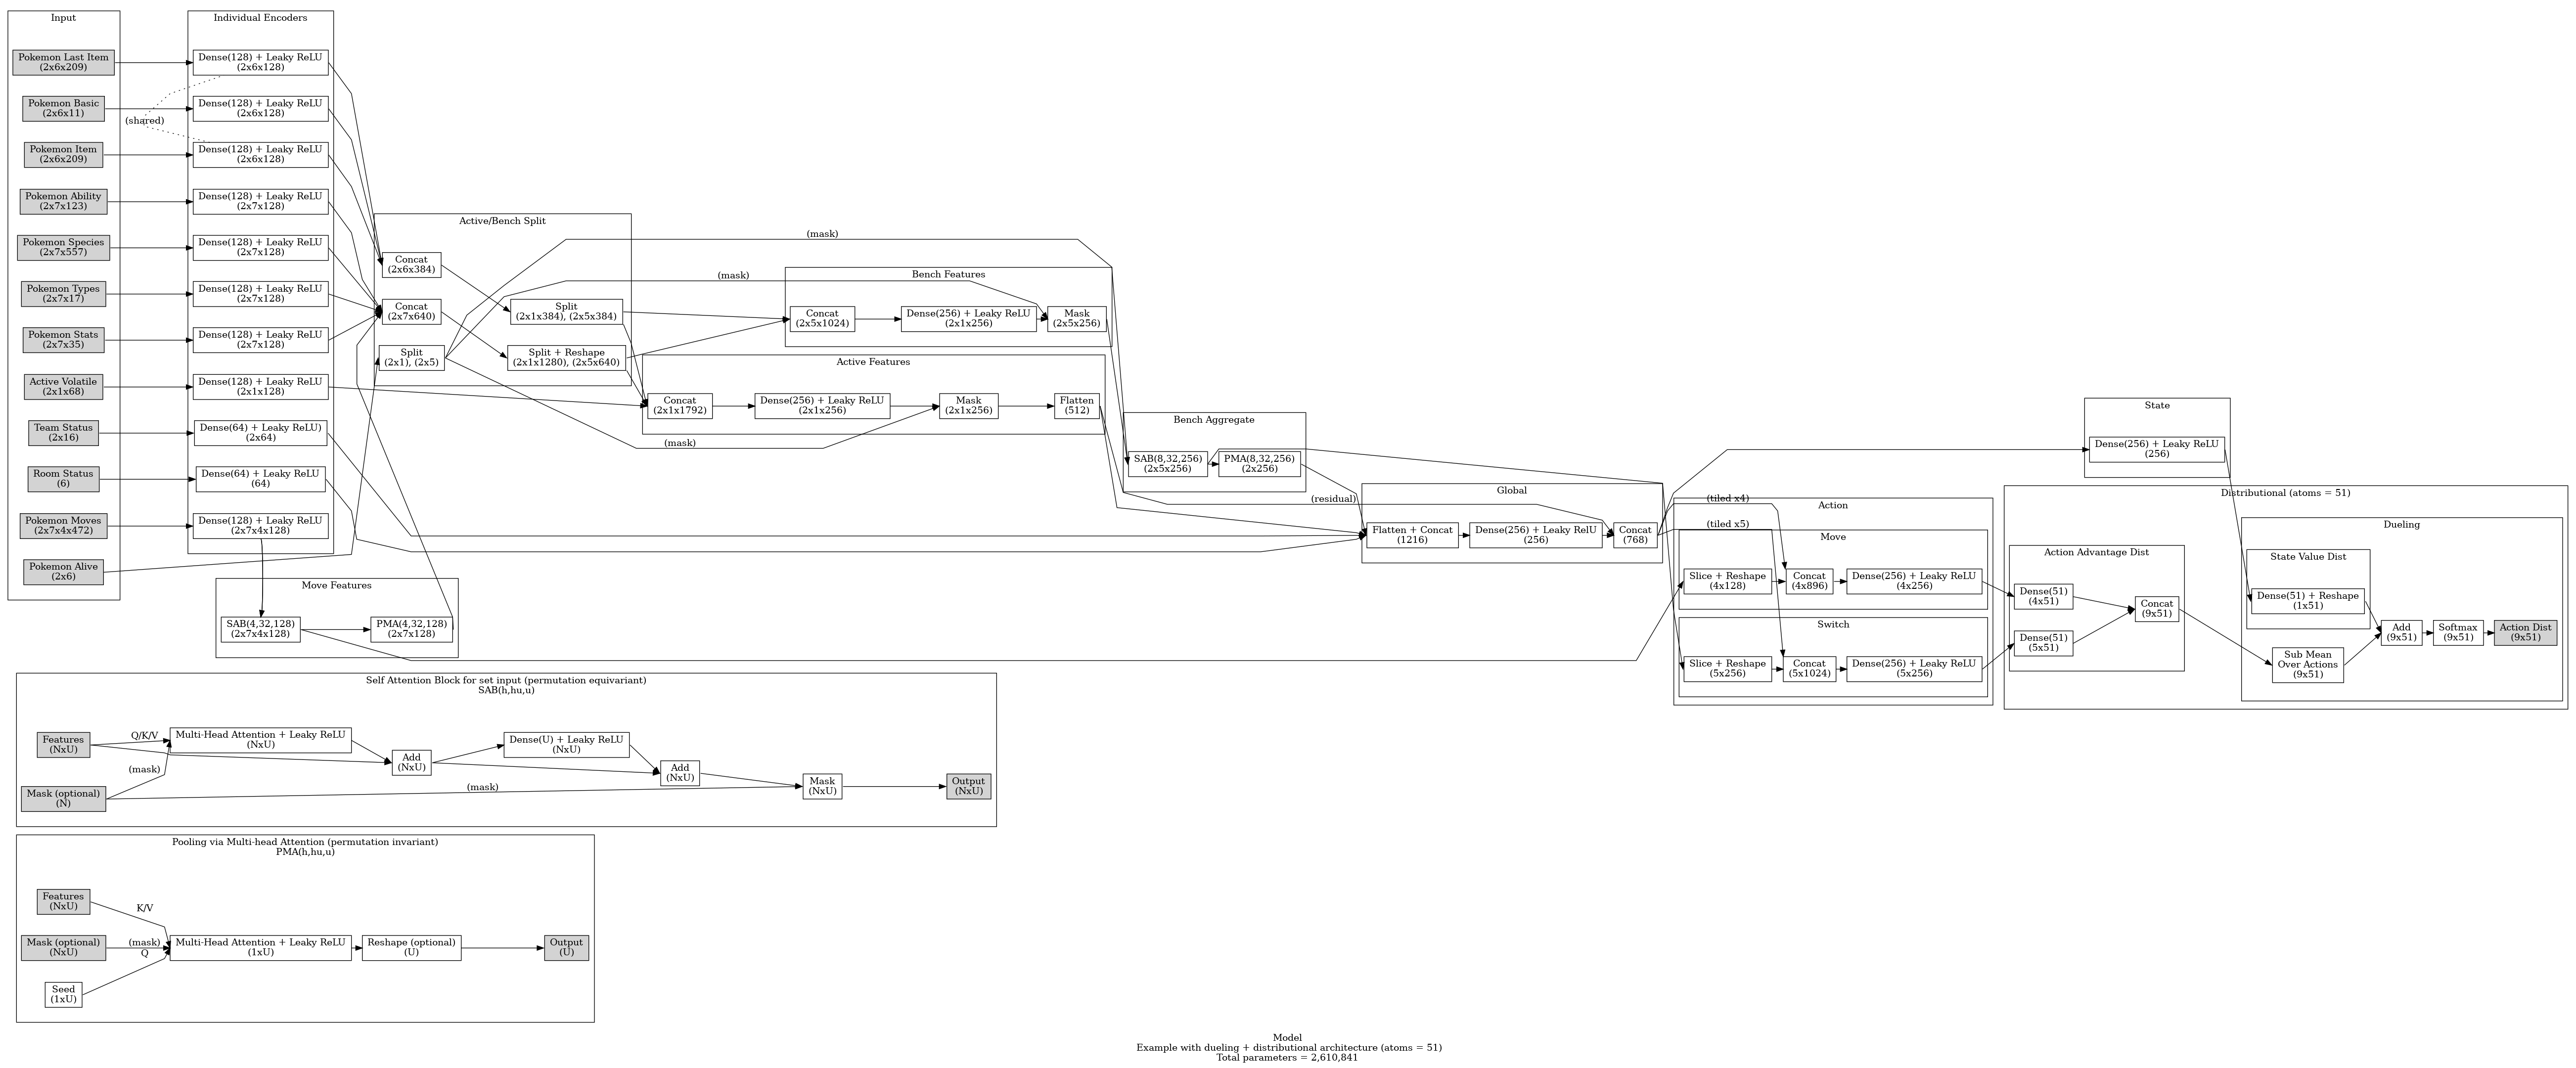 Input
Pokemon Last Item
(2x6x209)
Pokemon Basic
(2x6x11)
Pokemon Item
(2x6x209)
Pokemon Ability
(2x7x123)
Pokemon Species
(2x7x557)
Pokemon Types
(2x7x17)
Pokemon Stats
(2x7x35)
Active Volatile
(2x1x68)
Team Status
(2x16)
Room Status
(6)
Pokemon Moves
(2x7x4x472)
Pokemon Alive
(2x6)
(shared)
Individual Encoders
Dense(128) + Leaky ReLU
(2x6x128)
Dense(128) + Leaky ReLU
(2x6x128)
Dense(128) + Leaky ReLU
(2x6x128)
Dense(128) + Leaky ReLU
(2x7x128)
Dense(128) + Leaky ReLU
(2x7x128)
Dense(128) + Leaky ReLU
(2x7x128)
Dense(128) + Leaky ReLU
(2x7x128)
Dense(128) + Leaky ReLU
(2x1x128)
Dense(64) + Leaky ReLU)
(2x64)
Dense(64) + Leaky ReLU
(64)
Dense(128) + Leaky ReLU
(2x7x4x128)
Move Features
SAB(4,32,128)
(2x7x4x128)
PMA(4,32,128)
(2x7x128)
Active/Bench Split
Concat
(2x6x384)
Concat
(2x7x640)
Split
(2x1), (2x5)
Split
(2x1x384), (2x5x384)
Split + Reshape
(2x1x1280), (2x5x640)
(mask)
(mask)
(mask)
Bench Features
Concat
(2x5x1024)
Dense(256) + Leaky ReLU
(2x1x256)
Mask
(2x5x256)
Active Features
Concat
(2x1x1792)
Dense(256) + Leaky ReLU
(2x1x256)
Mask
(2x1x256)
Flatten
(512)
Bench Aggregate
SAB(8,32,256)
(2x5x256)
PMA(8,32,256)
(2x256)
(residual)
Global
Flatten + Concat
(1216)
Dense(256) + Leaky RelU
(256)
Concat
(768)
(tiled x4)
(tiled x5)
Action
Move
Slice + Reshape
(4x128)
Concat
(4x896)
Dense(256) + Leaky ReLU
(4x256)
Switch
Slice + Reshape
(5x256)
Concat
(5x1024)
Dense(256) + Leaky ReLU
(5x256)
State
Dense(256) + Leaky ReLU
(256)
Distributional (atoms = 51)
Action Advantage Dist
Dense(51)
(4x51)
Dense(51)
(5x51)
Concat
(9x51)
Dueling
State Value Dist
Dense(51) + Reshape
(1x51)
Sub Mean
Over Actions
(9x51)
Add
(9x51)
Softmax
(9x51)
Action Dist
(9x51)
Self Attention Block for set input (permutation equivariant)
SAB(h,hu,u)
Features
(NxU)
Mask (optional)
(N)
Q/K/V
(mask)
Multi-Head Attention + Leaky ReLU
(NxU)
Add
(NxU)
Dense(U) + Leaky ReLU
(NxU)
(mask)
Add
(NxU)
Mask
(NxU)
Output
(NxU)
Pooling via Multi-head Attention (permutation invariant)
PMA(h,hu,u)
Features
(NxU)
Mask (optional)
(NxU)
Seed
(1xU)
K/V
(mask)
Q
Multi-Head Attention + Leaky ReLU
(1xU)
Reshape (optional)
(U)
Output
(U)
Model
Example with dueling + distributional architecture (atoms = 51)
Total parameters = 2,610,841